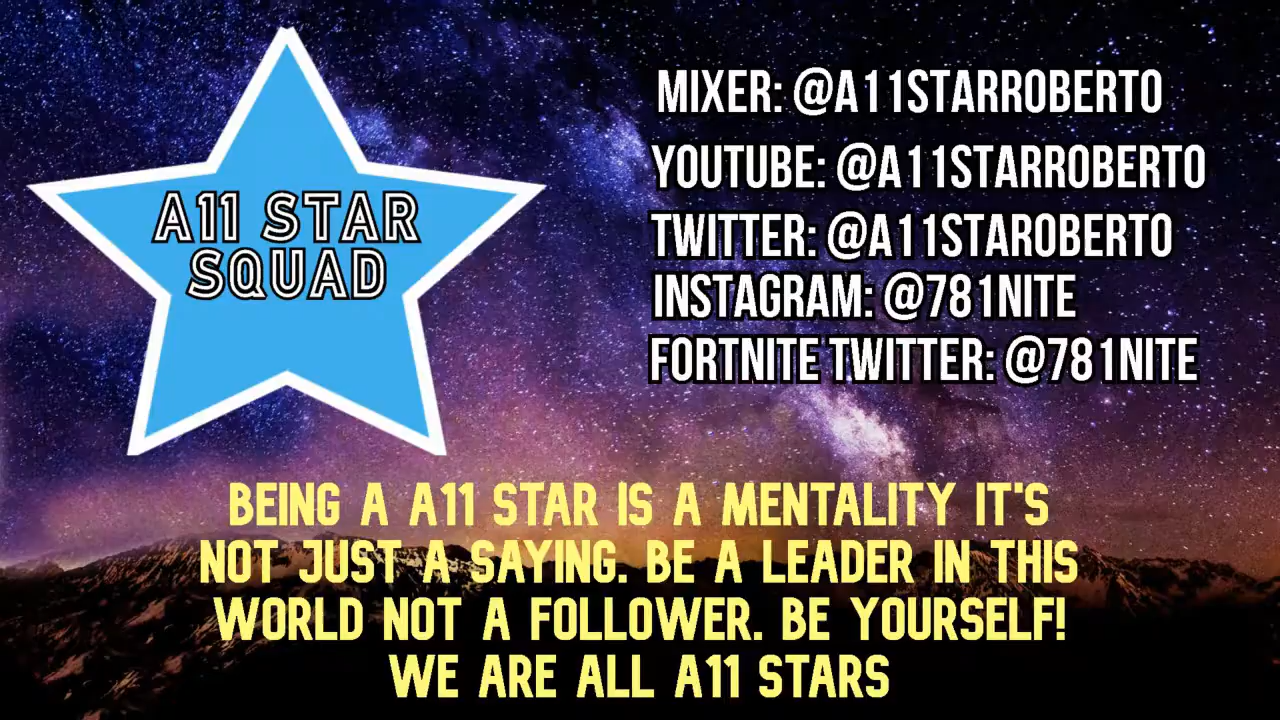 A11 STAR
SQUAD
MIXER: @A11STARROBERTO
YOUTUBE: @A11STARROBERTO
TWITTER: @A11STAROBERTO
INSTAGRAM: @781NITE
FORTNITE TWITTER: @781NITE
BEING A A11 STAR IS A MENTALITY IT'S
NOT JUST A SAYING. BE A LEADER IN THIS
WORLD NOT A FOLLOWER. BE YOURSELF!
WE ARE ALL A11 STARS